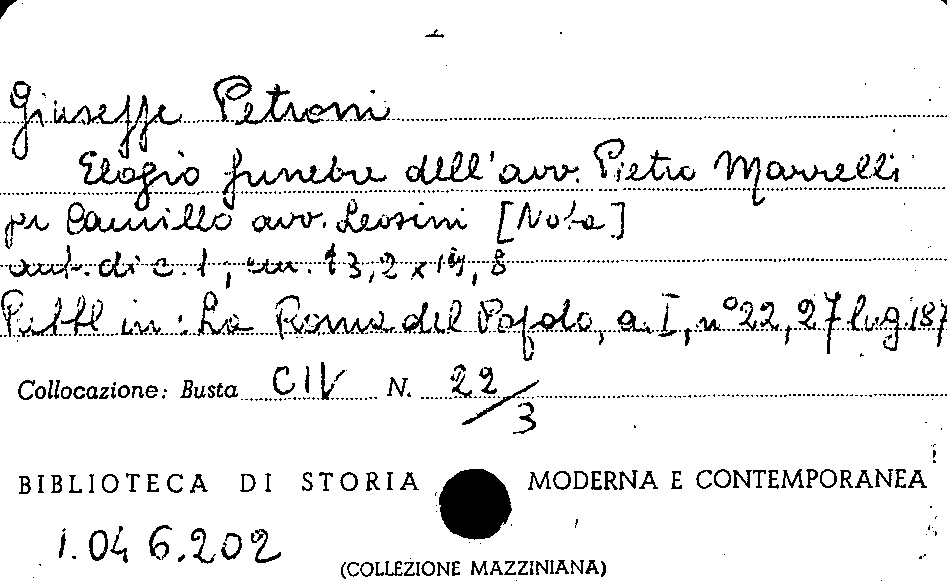 Giuseppe Petroni
Elogio funebre dell'avv. Pietro Marrelli
per Camillo avv. Leosini [Nota]
aut. di c. 1, cm. 13,2 x 19,8
Pubbl in: La Roma del Popolo, a. I, n° 22, 27 lug. 187
Collocazione: Busta CIV N. 22/3
BIBLIOTECA DI STORIA MODERNA E CONTEMPORANEA
1.046.202
(COLLEZIONE MAZZINIANA)